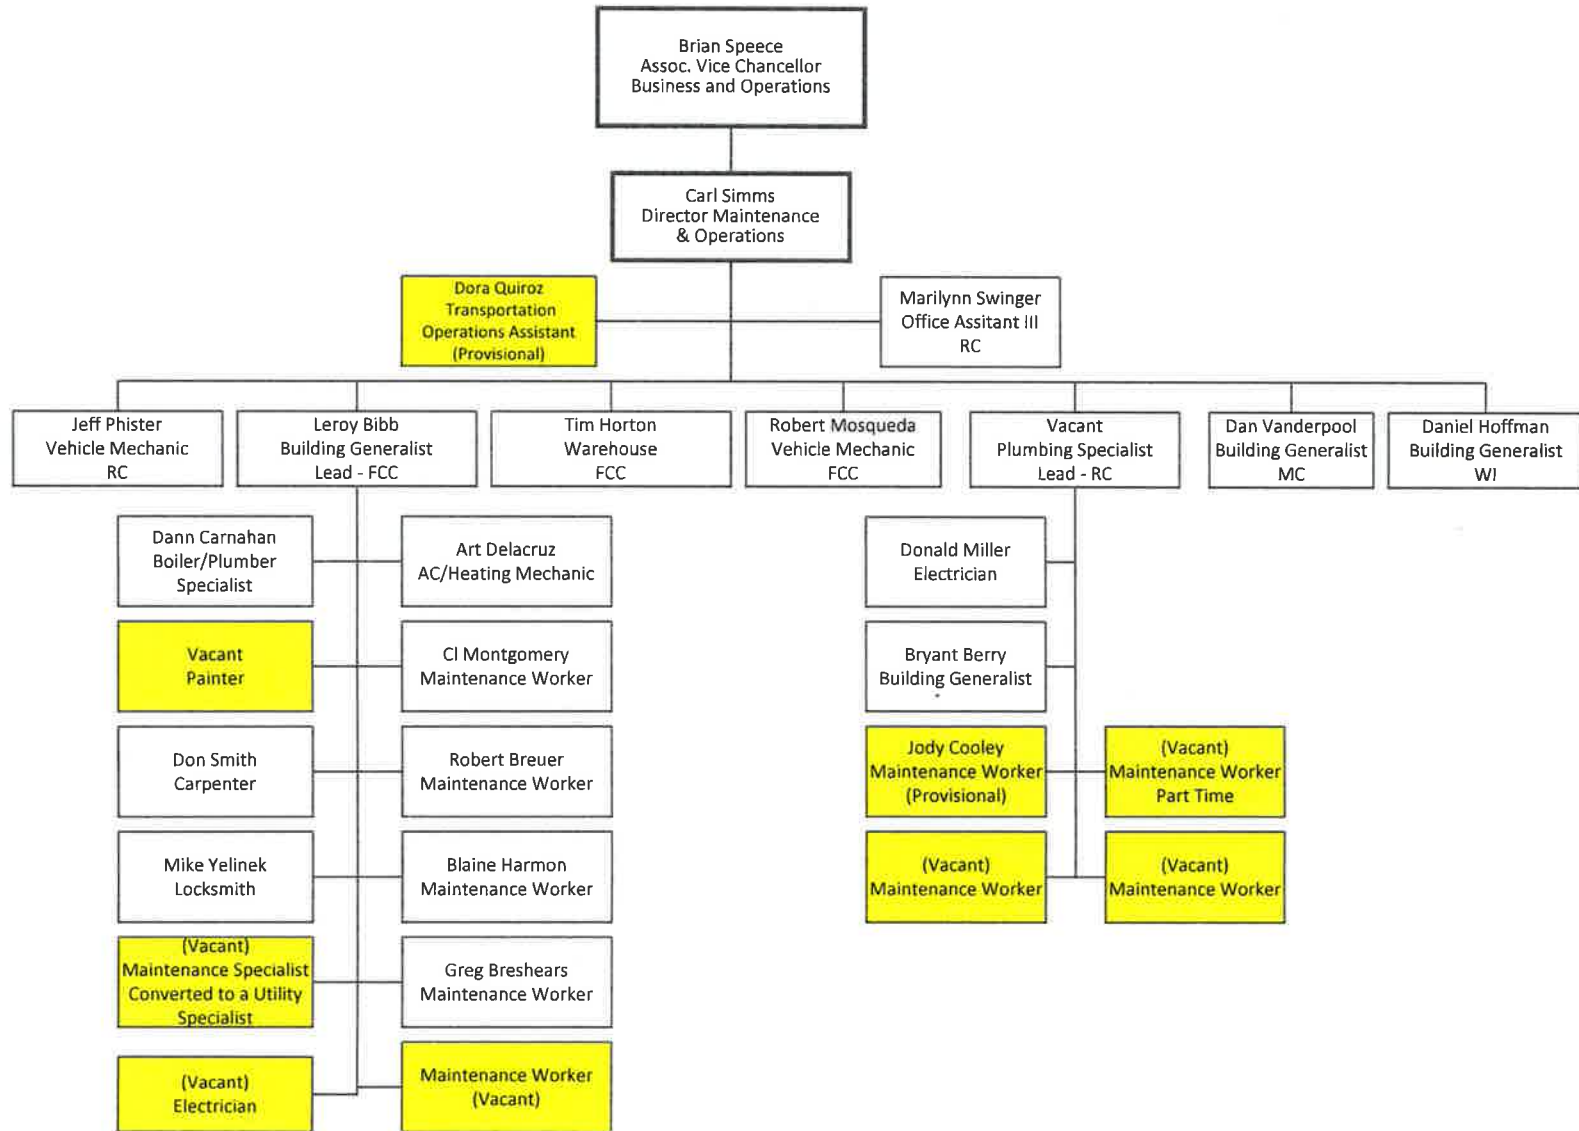 Brian Speece
Assoc. Vice Chancellor
Business and Operations
Carl Simms
Director Maintenance
& Operations
Dora Quiroz
Transportation
Operations Assistant
(Provisional)
Marilynn Swinger
Office Assitant III
RC
Jeff Phister
Vehicle Mechanic
RC
Leroy Bibb
Building Generalist
Lead - FCC
Tim Horton
Warehouse
FCC
Robert Mosqueda
Vehicle Mechanic
FCC
Vacant
Plumbing Specialist
Lead - RC
Dan Vanderpool
Building Generalist
MC
Daniel Hoffman
Building Generalist
WI
Dann Carnahan
Boiler/Plumber
Specialist
Art Delacruz
AC/Heating Mechanic
Donald Miller
Electrician
Vacant
Painter
Cl Montgomery
Maintenance Worker
Bryant Berry
Building Generalist
Don Smith
Carpenter
Robert Breuer
Maintenance Worker
Jody Cooley
Maintenance Worker
(Provisional)
(Vacant)
Maintenance Worker
Part Time
Mike Yelinek
Locksmith
Blaine Harmon
Maintenance Worker
(Vacant)
Maintenance Worker
(Vacant)
Maintenance Worker
(Vacant)
Maintenance Specialist
Converted to a Utility
Specialist
Greg Breshears
Maintenance Worker
(Vacant)
Electrician
Maintenance Worker
(Vacant)